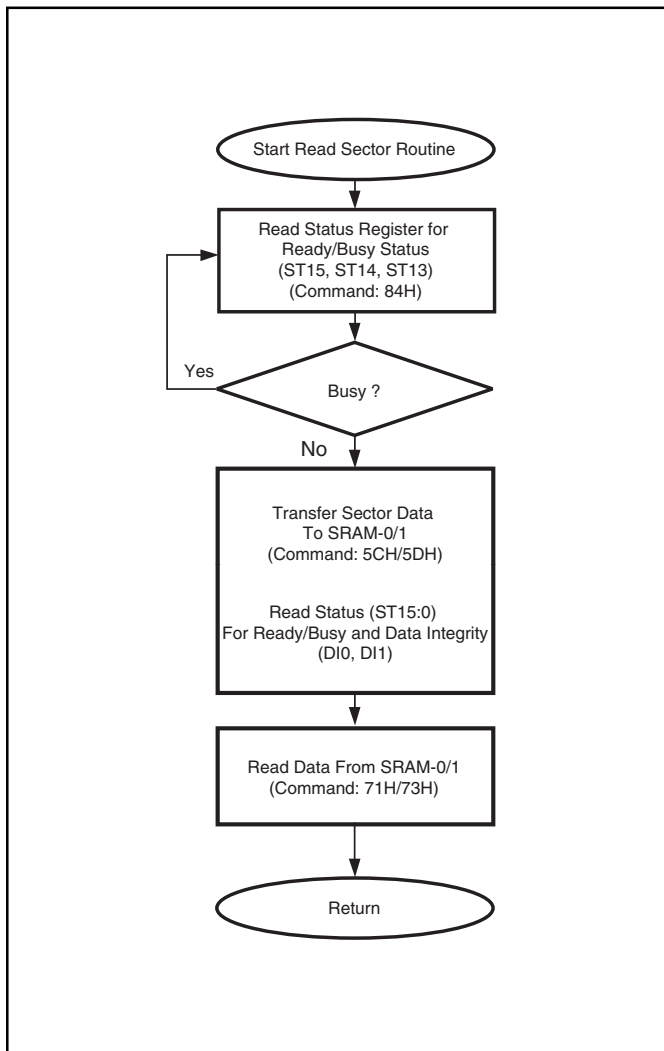 Start Read Sector Routine
Read Status Register for
Ready/Busy Status
(ST15, ST14, ST13)
(Command: 84H)
Yes
Busy ?
No
Transfer Sector Data
To SRAM-0/1
(Command: 5CH/5DH)
Read Status (ST15:0)
For Ready/Busy and Data Integrity
(DI0, DI1)
Read Data From SRAM-0/1
(Command: 71H/73H)
Return